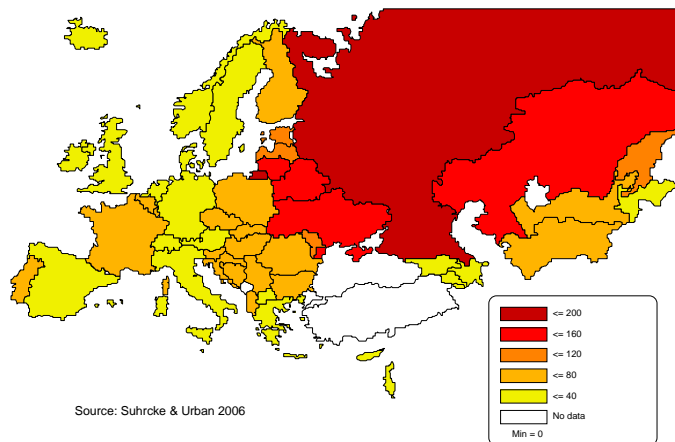 <= 200
<= 160
<= 120
<= 80
<= 40
No data
Min = 0
Source: Suhrcke & Urban 2006